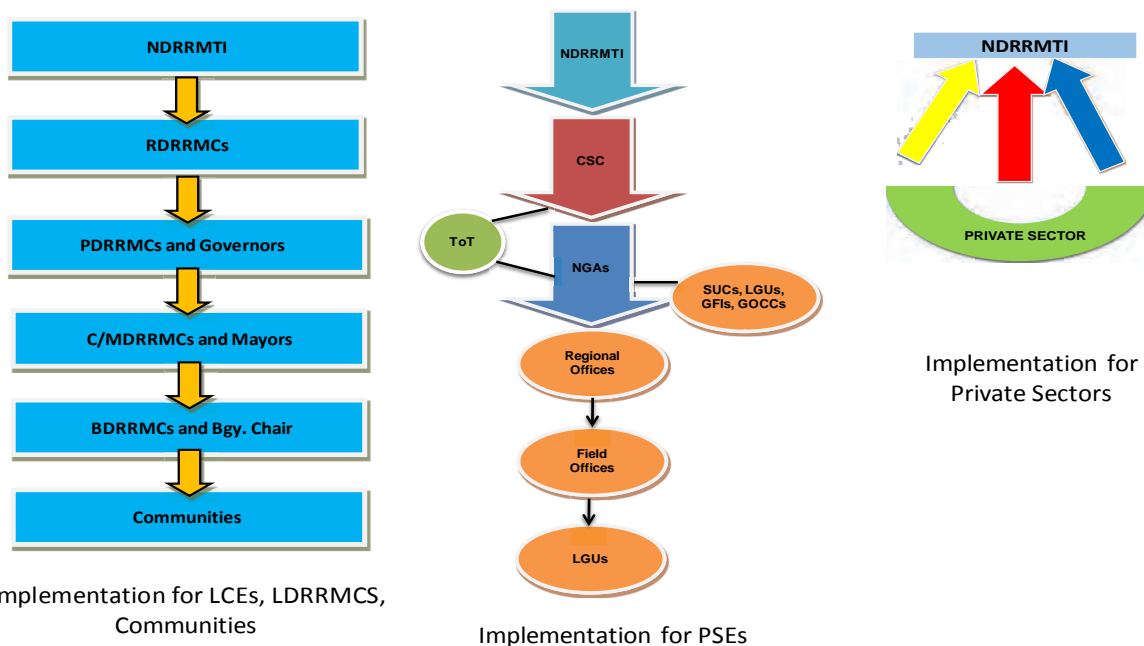 NDRRMTI
RDRRMCs
PDRRMCs and Governors
C/MDRRMCs and Mayors
BDRRMCs and Bgy. Chair
Communities
mplementation for LCEs, LDRRMCS,
Communities
NDRRMTI
CSC
ToT
NGAs
SUCs, LGUs,
GFIs, GOCCs
Regional
Offices
Field
Offices
LGUs
Implementation for PSEs
NDRRMTI
PRIVATE SECTOR
Implementation for
Private Sectors